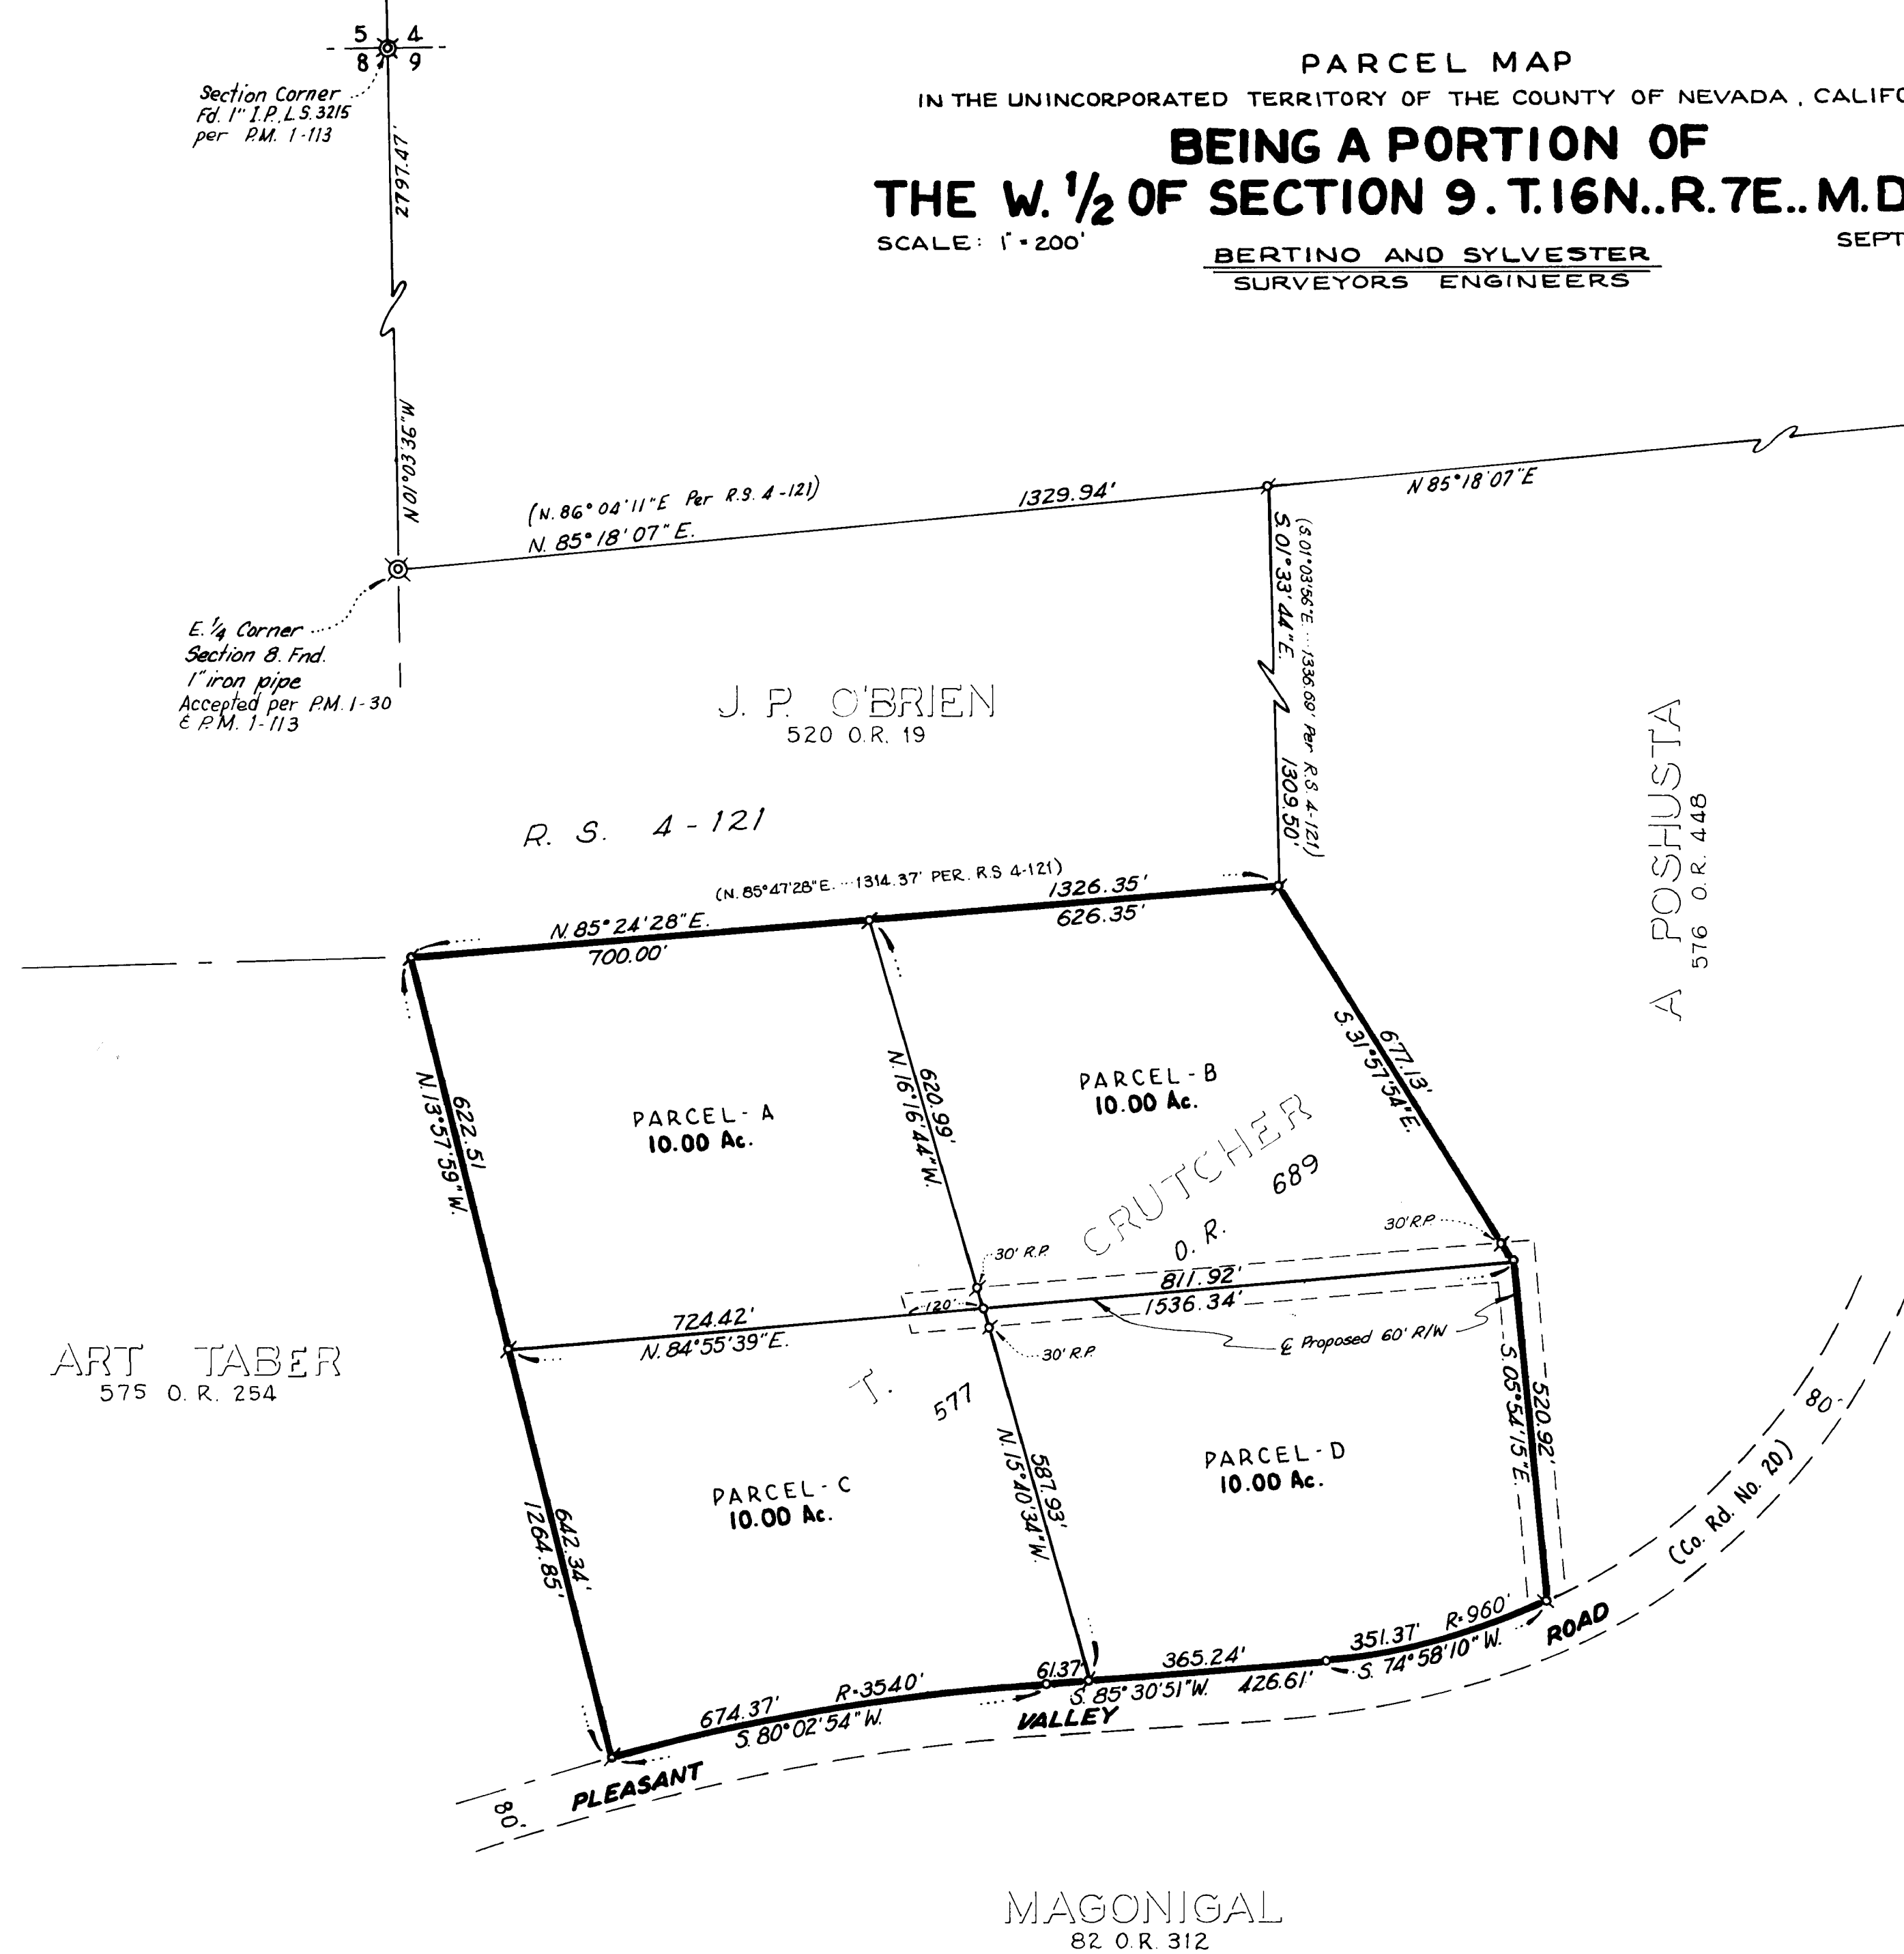 5 4
8 9
Section Corner
Fd. 1" I.P. L.S. 3215
per P.M. 1-113
2797.47'
N10°03'36"W.
PARCEL MAP
IN THE UNINCORPORATED TERRITORY OF THE COUNTY OF NEVADA, CALIFO
BEING A PORTION OF
THE W. 1/2 OF SECTION 9. T.16N..R.7E.. M.D
SCALE: 1"=200'
SEPT
BERTINO AND SYLVESTER
SURVEYORS ENGINEERS
(N. 86°04'11"E Per R.S. 4-121)
1329.94'
N. 85°18'07"E.
N 85°18'07"E
E. 1/4 Corner
Section 8. Fnd.
1" iron pipe
Accepted per P.M. 1-30
& P.M. 1-113
(S.01°03'56"E. ... 1336.69' Per R.S. 4-121)
S.01°33'44"E. 1309.50'
J. P. O'BRIEN
520 O.R. 19
A POSHUSTA
576 O.R. 448
R. S. 4-121
(N. 85°47'28"E. ... 1314.37' PER. R.S 4-121)
1326.35'
N. 85°24'28"E.
626.35'
700.00'
622.51
N. 13°57'59"W.
PARCEL-A
10.00 Ac.
620.99'
N. 16°16'44"W.
PARCEL-B
10.00 Ac.
677.13'
S. 31°57'54"E.
T. CRUTCHER
577 O. R. 689
30' R.P.
30' R.P.
811.92'
1536.34'
120'
724.42'
N. 84°55'39"E.
30' R.P.
℄ Proposed 60' R/W
ART TABER
575 O. R. 254
520.92'
S. 05°54'15"E.
642.34'
1264.85'
PARCEL-C
10.00 Ac.
587.93'
N. 15°40'34"W.
PARCEL-D
10.00 Ac.
80'
(Co. Rd. No. 20)
674.37' R=3540'
S. 80°02'54"W.
61.37'
365.24'
S. 85°30'51"W. 426.61'
351.37' R=960'
S. 74°58'10"W.
PLEASANT VALLEY ROAD
80'
MAGONIGAL
82 O.R. 312